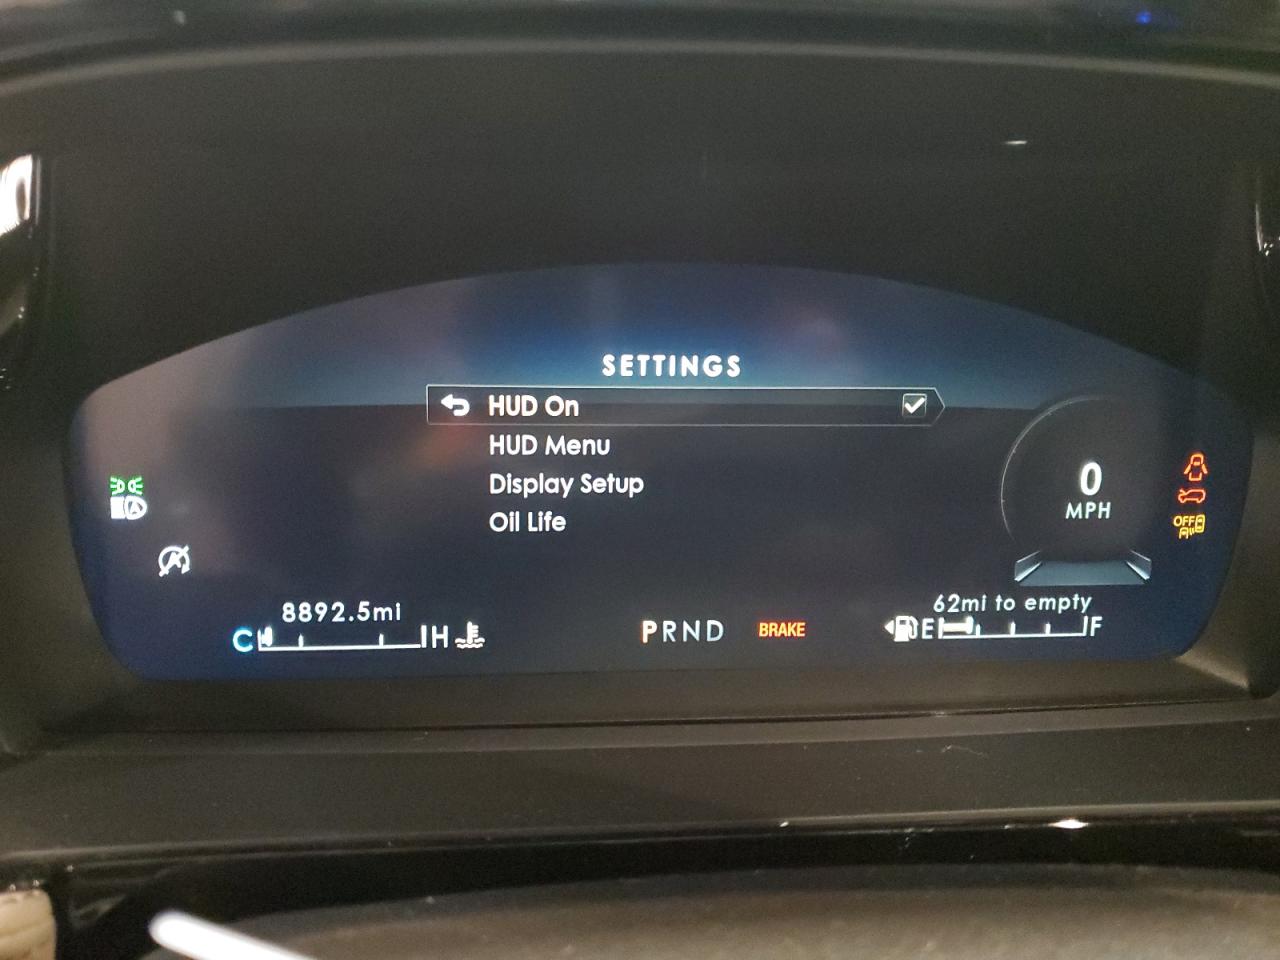 SETTINGS
HUD On
HUD Menu
Display Setup
Oil Life
0
MPH
A
OFF
A
8892.5mi
62mi to empty
C H
PRND
BRAKE
E F